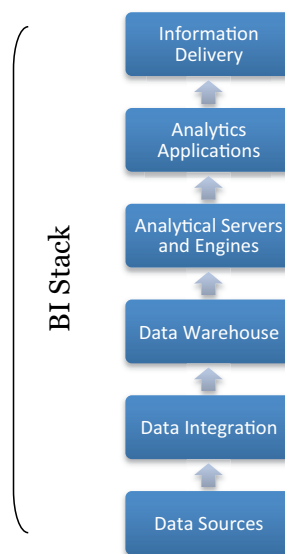 BI Stack
Information
Delivery
Analytics
Applications
Analytical Servers
and Engines
Data Warehouse
Data Integration
Data Sources